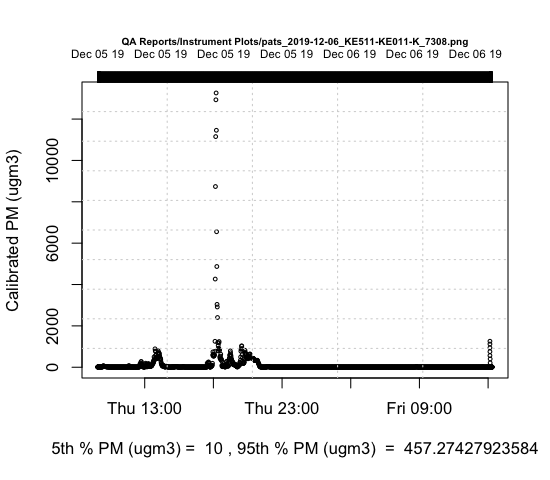 QA Reports/Instrument Plots/pats_2019-12-06_KE511-KE011-K_7308.png
Dec 05 19 Dec 05 19 Dec 05 19 Dec 05 19 Dec 05 19 Dec 06 19 Dec 06 19
Calibrated PM (ugm3)
10000
6000
2000
0
Thu 13:00 Thu 23:00 Fri 09:00
5th % PM (ugm3) = 10 , 95th % PM (ugm3) = 457.27427923584